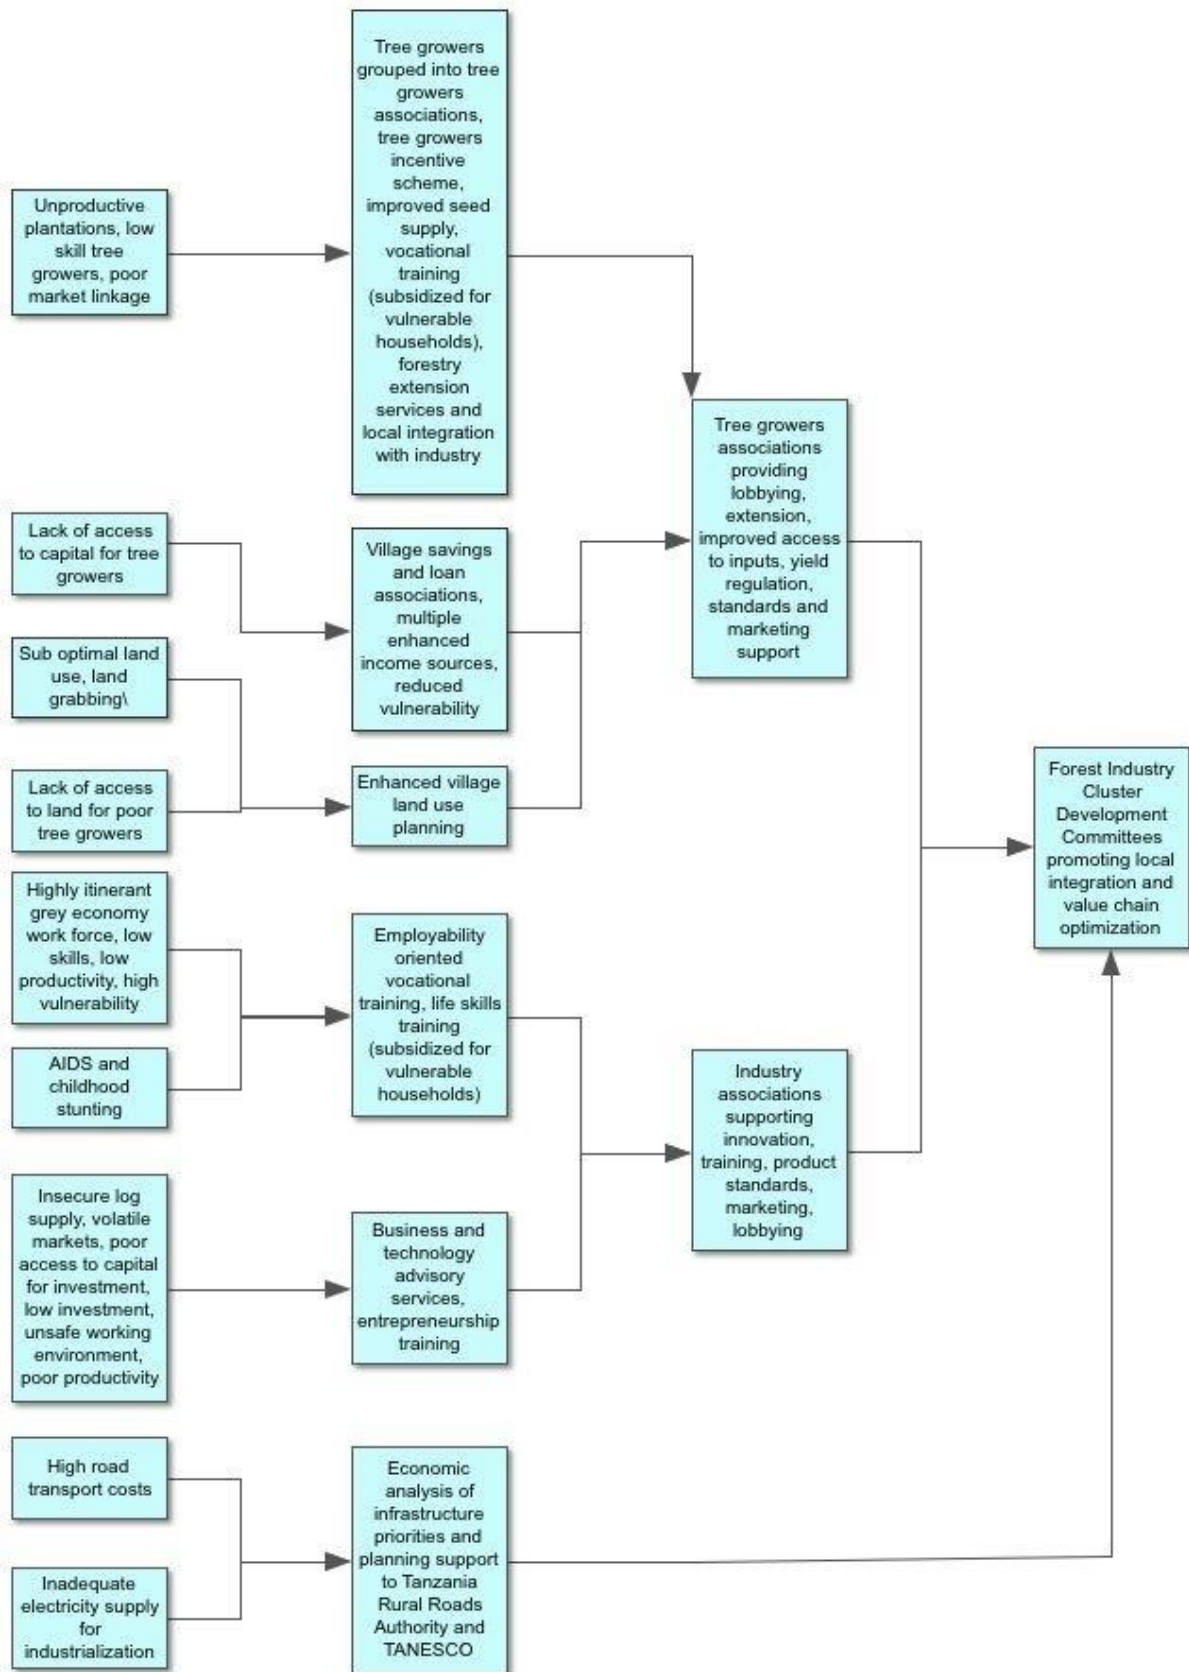 Tree growers
grouped into tree
growers
associations,
tree growers
incentive
scheme,
improved seed
supply,
vocational
training
(subsidized for
vulnerable
households),
forestry
extension
services and
local integration
with industry
Unproductive
plantations, low
skill tree
growers, poor
market linkage
Tree growers
associations
providing
lobbying,
extension,
improved access
to inputs, yield
regulation,
standards and
marketing
support
Lack of access
to capital for tree
growers
Village savings
and loan
associations,
multiple
enhanced
income sources,
reduced
vulnerability
Sub optimal land
use, land
grabbing\
Lack of access
to land for poor
tree growers
Enhanced village
land use
planning
Forest Industry
Cluster
Development
Committees
promoting local
integration and
value chain
optimization
Highly itinerant
grey economy
work force, low
skills, low
productivity, high
vulnerability
Employability
oriented
vocational
training, life skills
training
(subsidized for
vulnerable
households)
AIDS and
childhood
stunting
Industry
associations
supporting
innovation,
training, product
standards,
marketing,
lobbying
Insecure log
supply, volatile
markets, poor
access to capital
for investment,
low investment,
unsafe working
environment,
poor productivity
Business and
technology
advisory
services,
entrepreneurship
training
High road
transport costs
Economic
analysis of
infrastructure
priorities and
planning support
to Tanzania
Rural Roads
Authority and
TANESCO
Inadequate
electricity supply
for
industrialization